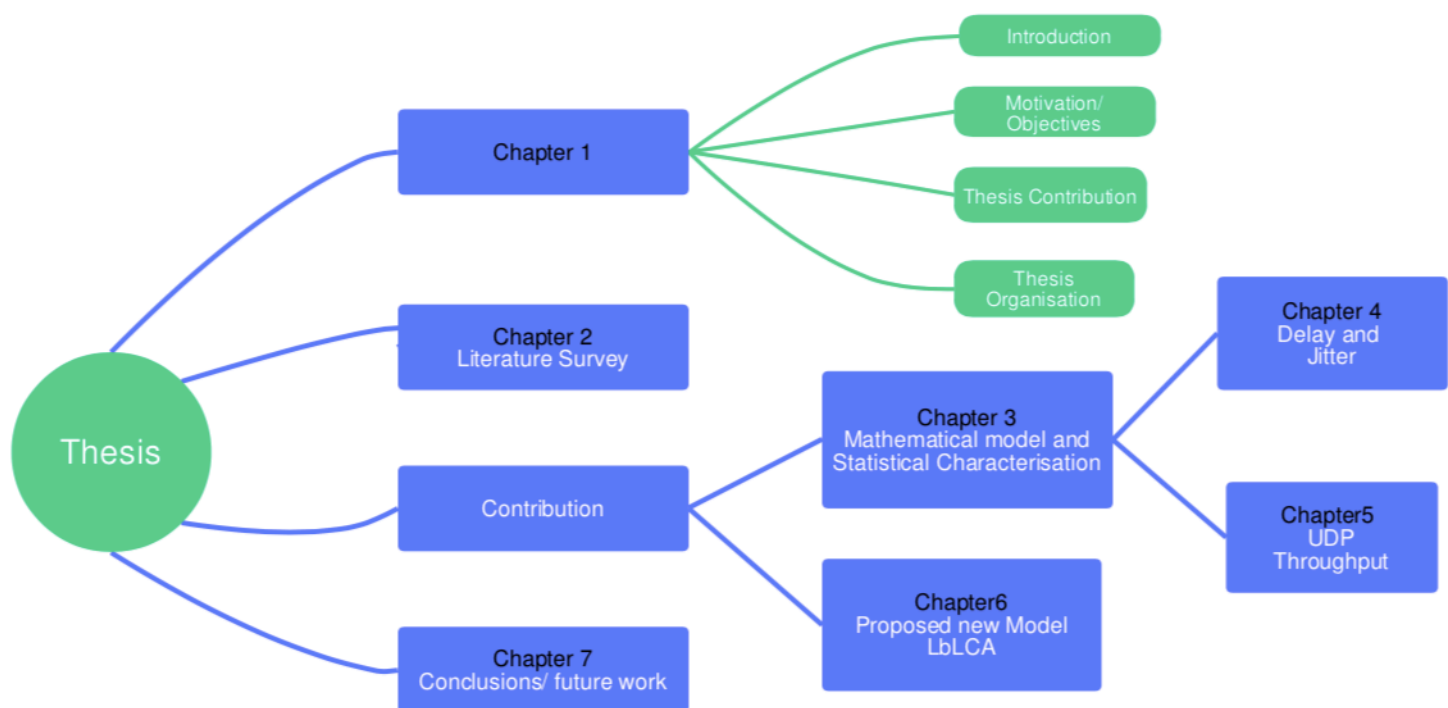 Thesis
Chapter 1
Introduction
Motivation/
Objectives
Thesis Contribution
Thesis
Organisation
Chapter 2
Literature Survey
Contribution
Chapter 3
Mathematical model and
Statistical Characterisation
Chapter 4
Delay and
Jitter
Chapter5
UDP
Throughput
Chapter6
Proposed new Model
LbLCA
Chapter 7
Conclusions/ future work